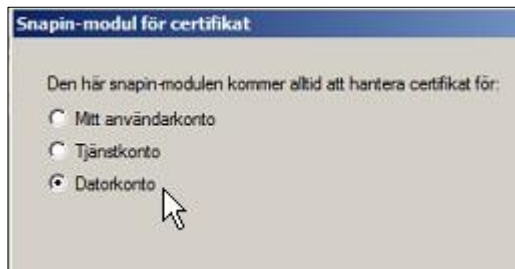 Snapin-modul för certifikat
Den här snapin-modulen kommer alltid att hantera certifikat för:
Mitt användarkonto
Tjänstkonto
Datorkonto